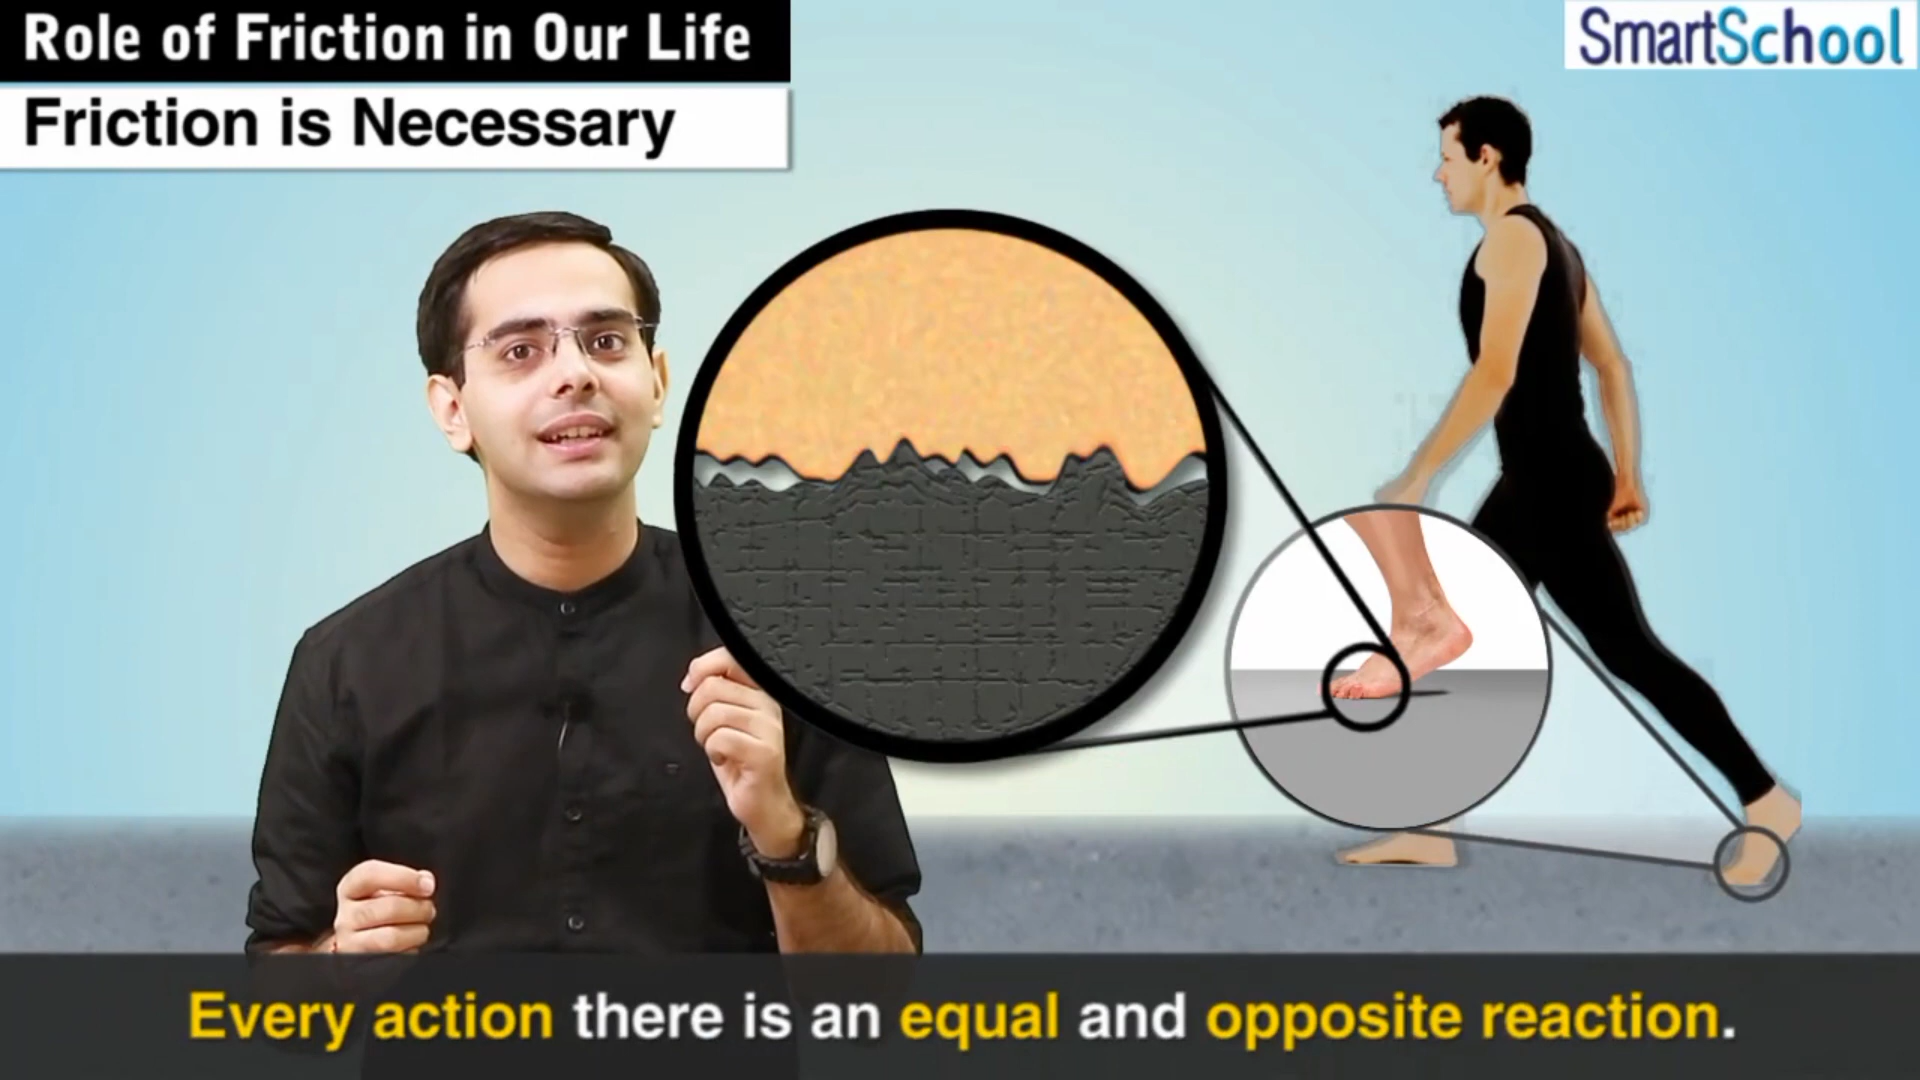 Role of Friction in Our Life
SmartSchool
Friction is Necessary
Every action there is an equal and opposite reaction.